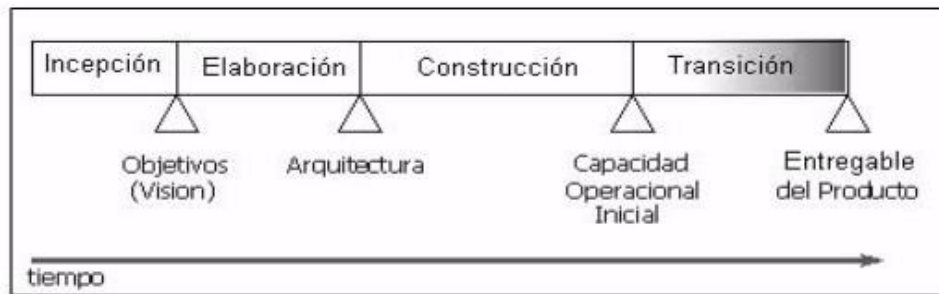 Incepción
Elaboración
Construcción
Transición
Objetivos
(Vision)
Arquitectura
Capacidad
Operacional
Inicial
Entregable
del Producto
tiempo